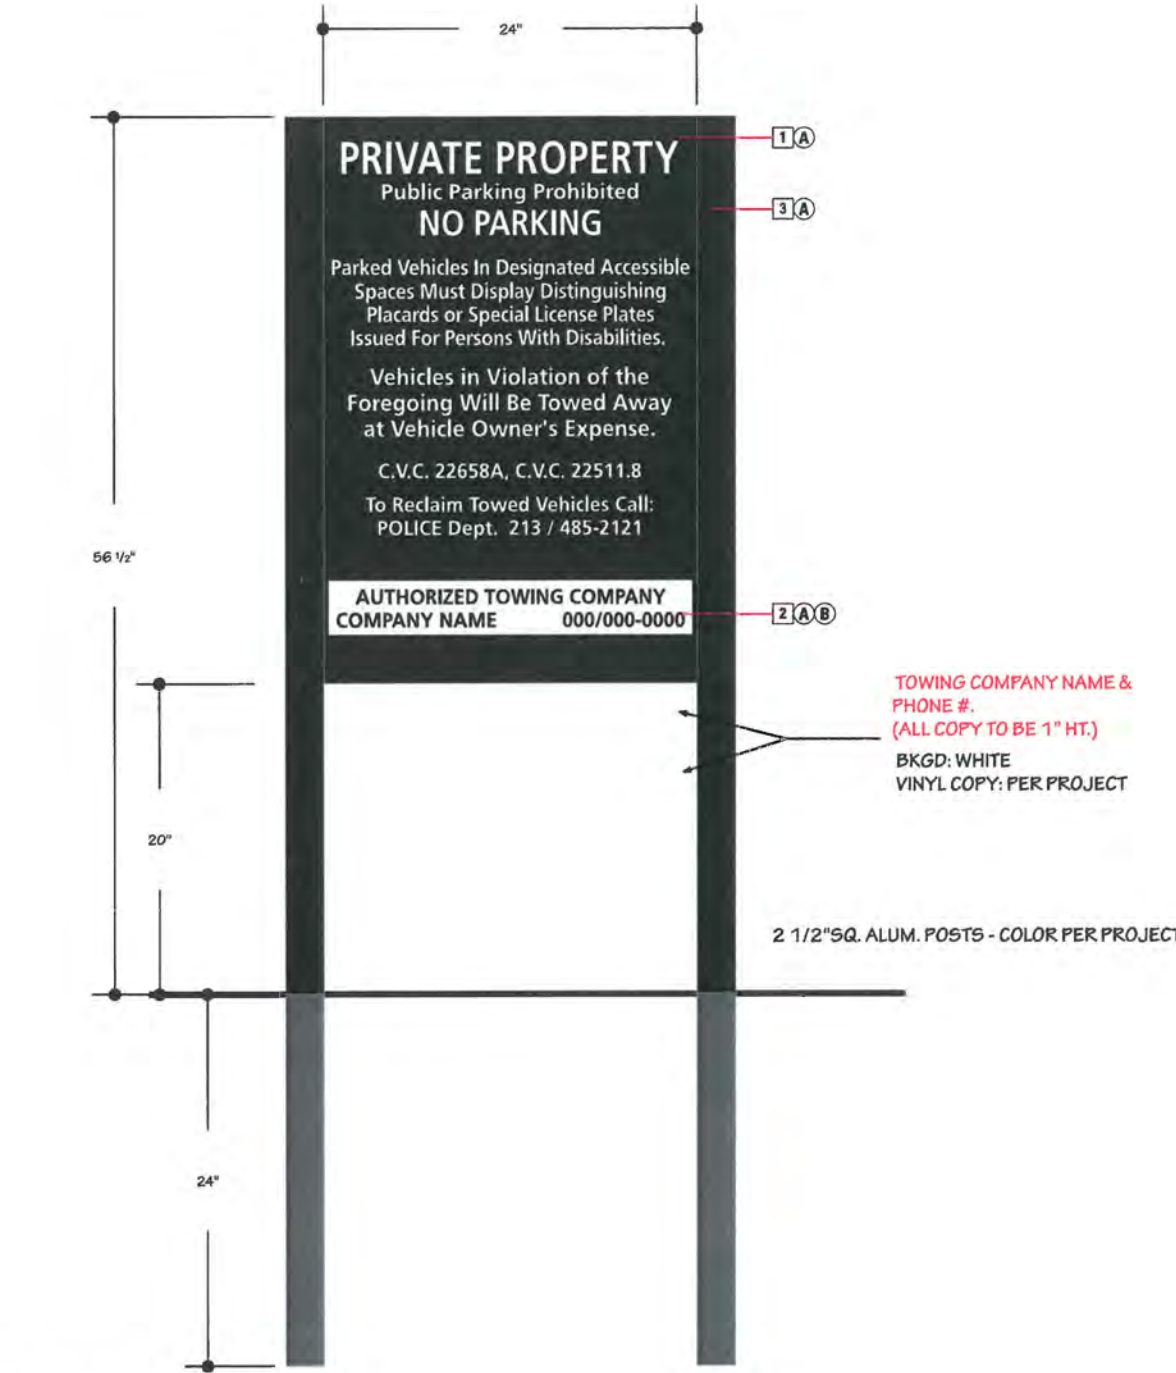 24"
1 A
PRIVATE PROPERTY
Public Parking Prohibited
NO PARKING
3 A
Parked Vehicles In Designated Accessible
Spaces Must Display Distinguishing
Placards or Special License Plates
Issued For Persons With Disabilities.
Vehicles in Violation of the
Foregoing Will Be Towed Away
at Vehicle Owner's Expense.
C.V.C. 22658A, C.V.C. 22511.8
To Reclaim Towed Vehicles Call:
POLICE Dept. 213 / 485-2121
56 1/2"
AUTHORIZED TOWING COMPANY
COMPANY NAME 000/000-0000
2 A B
TOWING COMPANY NAME &
PHONE #.
(ALL COPY TO BE 1" HT.)
BKGD: WHITE
VINYL COPY: PER PROJECT
20"
2 1/2"SQ. ALUM. POSTS - COLOR PER PROJECT
24"